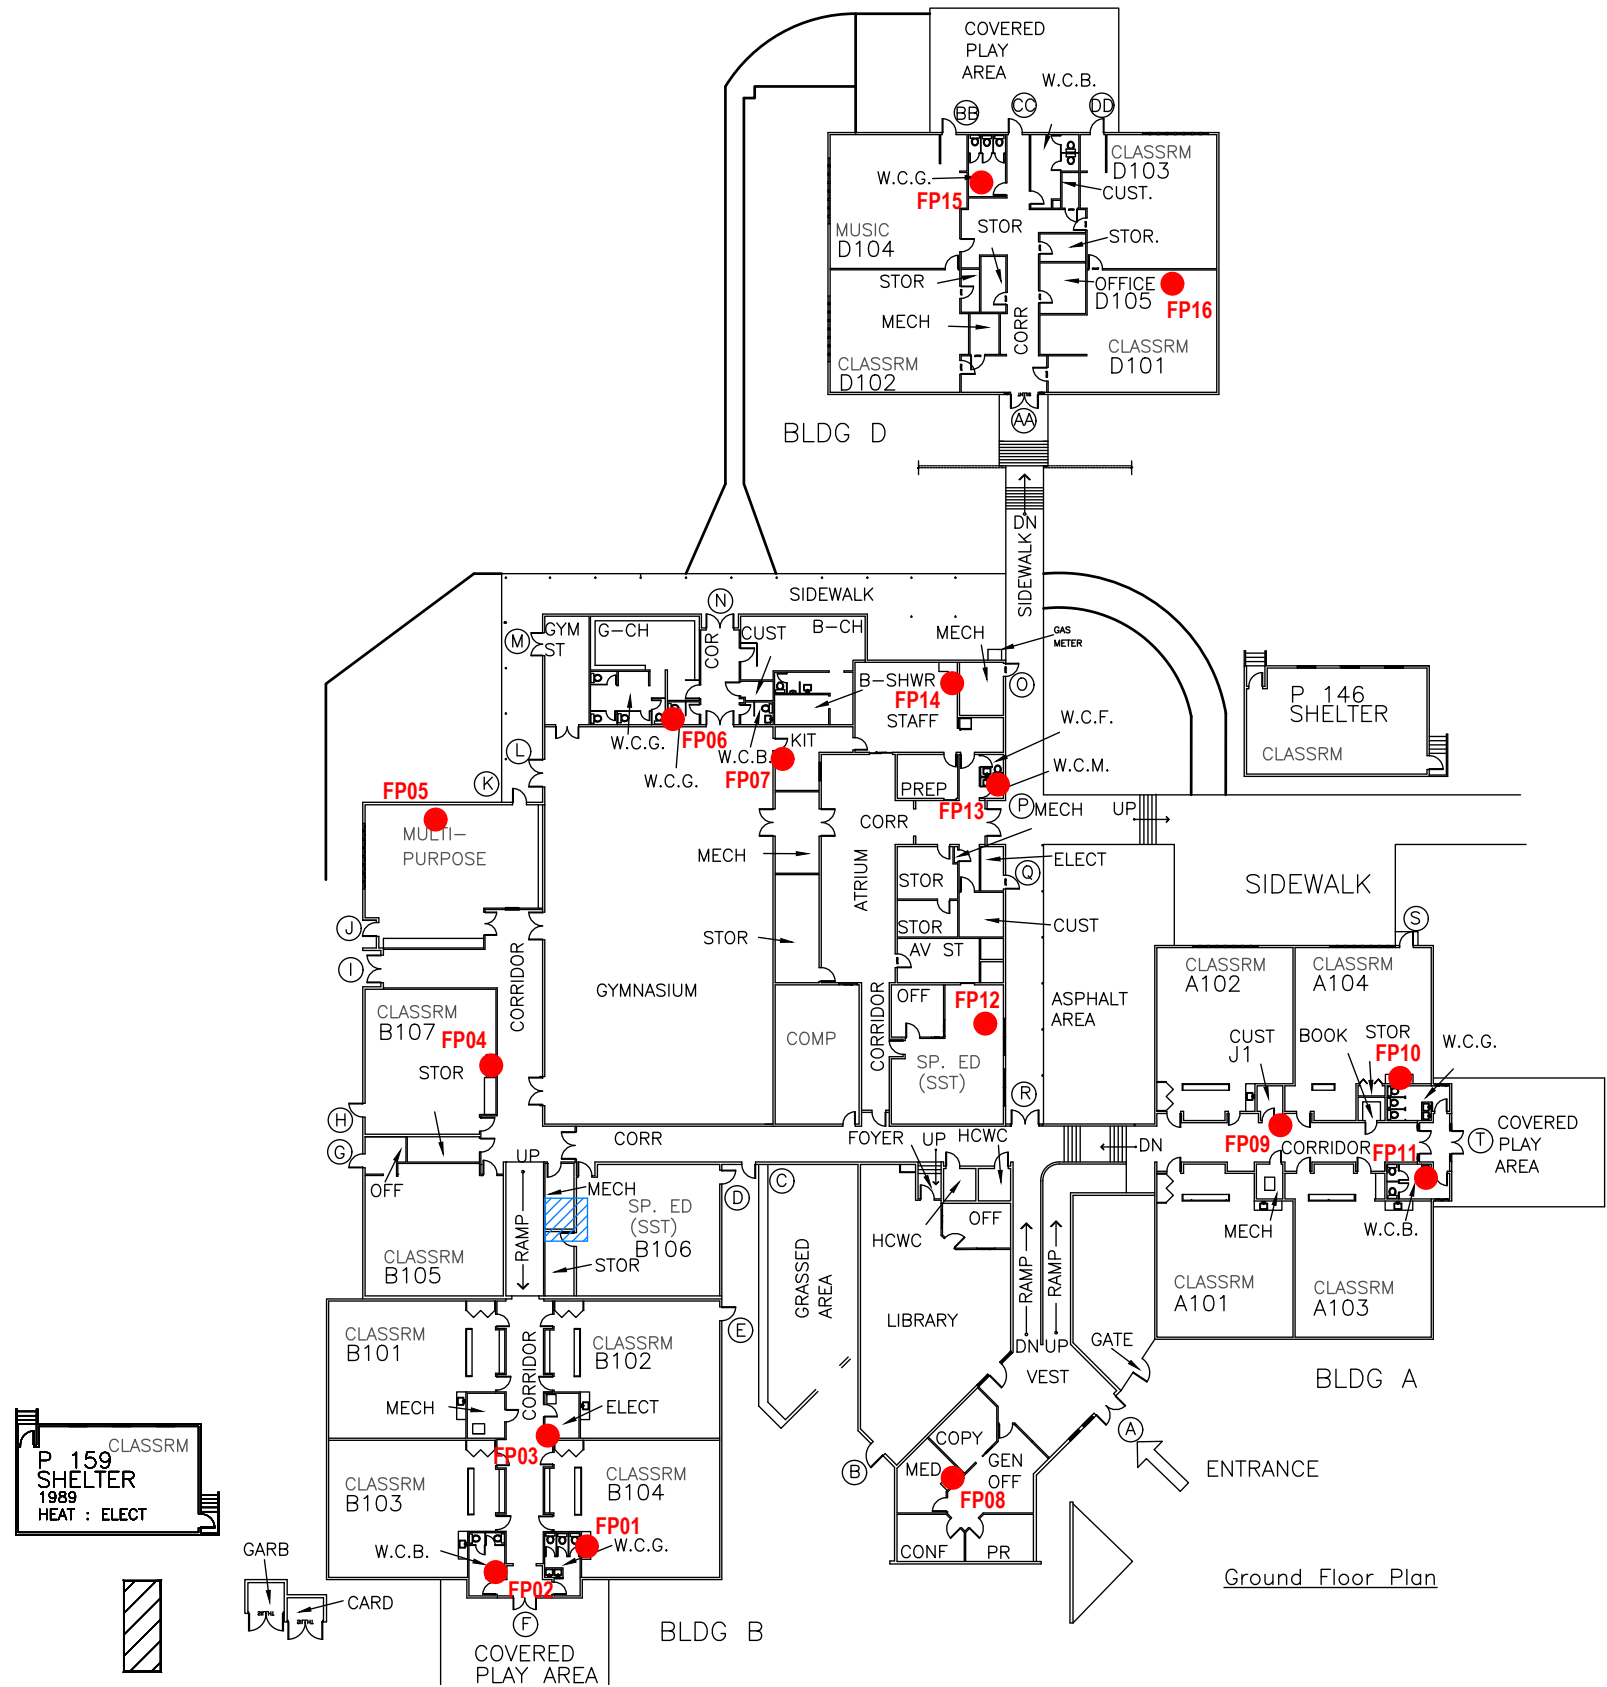 COVERED
PLAY
AREA
W.C.B.
BB
CC
DD
CLASSRM
D103
W.C.G.
FP15
CUST.
MUSIC
D104
STOR
STOR.
STOR
OFFICE
D105
FP16
MECH
CORR
CLASSRM
D102
CLASSRM
D101
AA
BLDG D
DN
SIDEWALK
SIDEWALK
N
M
GYM
ST
G-CH
COR
CUST
B-CH
MECH
GAS
METER
O
B-SHWR
FP14
STAFF
P 146
SHELTER
CLASSRM
W.C.G.
FP06
W.C.B.
KIT
FP07
W.C.G.
W.C.F.
W.C.M.
L
K
FP05
MULTI-
PURPOSE
PREP
FP13
P
MECH
UP
CORR
MECH
ATRIUM
STOR
ELECT
Q
STOR
CUST
AV ST
STOR
SIDEWALK
J
I
S
CORRIDOR
GYMNASIUM
CLASSRM
B107
FP04
STOR
COMP
CORRIDOR
OFF
FP12
SP. ED
(SST)
ASPHALT
AREA
CLASSRM
A102
CLASSRM
A104
CUST
J1
BOOK
STOR
FP10
W.C.G.
R
H
G
OFF
UP
CORR
FOYER
UP
HCWC
DN
FP09
CORRIDOR
FP11
T
COVERED
PLAY
AREA
MECH
D
C
SP. ED
(SST)
B106
STOR
RAMP
CLASSRM
B105
HCWC
OFF
MECH
W.C.B.
CLASSRM
A101
CLASSRM
A103
GRASSED
AREA
LIBRARY
RAMP
RAMP
DN
UP
GATE
VEST
BLDG A
E
CLASSRM
B101
CORRIDOR
CLASSRM
B102
MECH
ELECT
FP03
CLASSRM
B103
CLASSRM
B104
A
B
COPY
MED
GEN
OFF
FP08
CONF
PR
ENTRANCE
CLASSRM
P 159
SHELTER
1989
HEAT : ELECT
FP01
W.C.G.
W.C.B.
FP02
GARB
CARD
F
BLDG B
COVERED
PLAY AREA
Ground Floor Plan